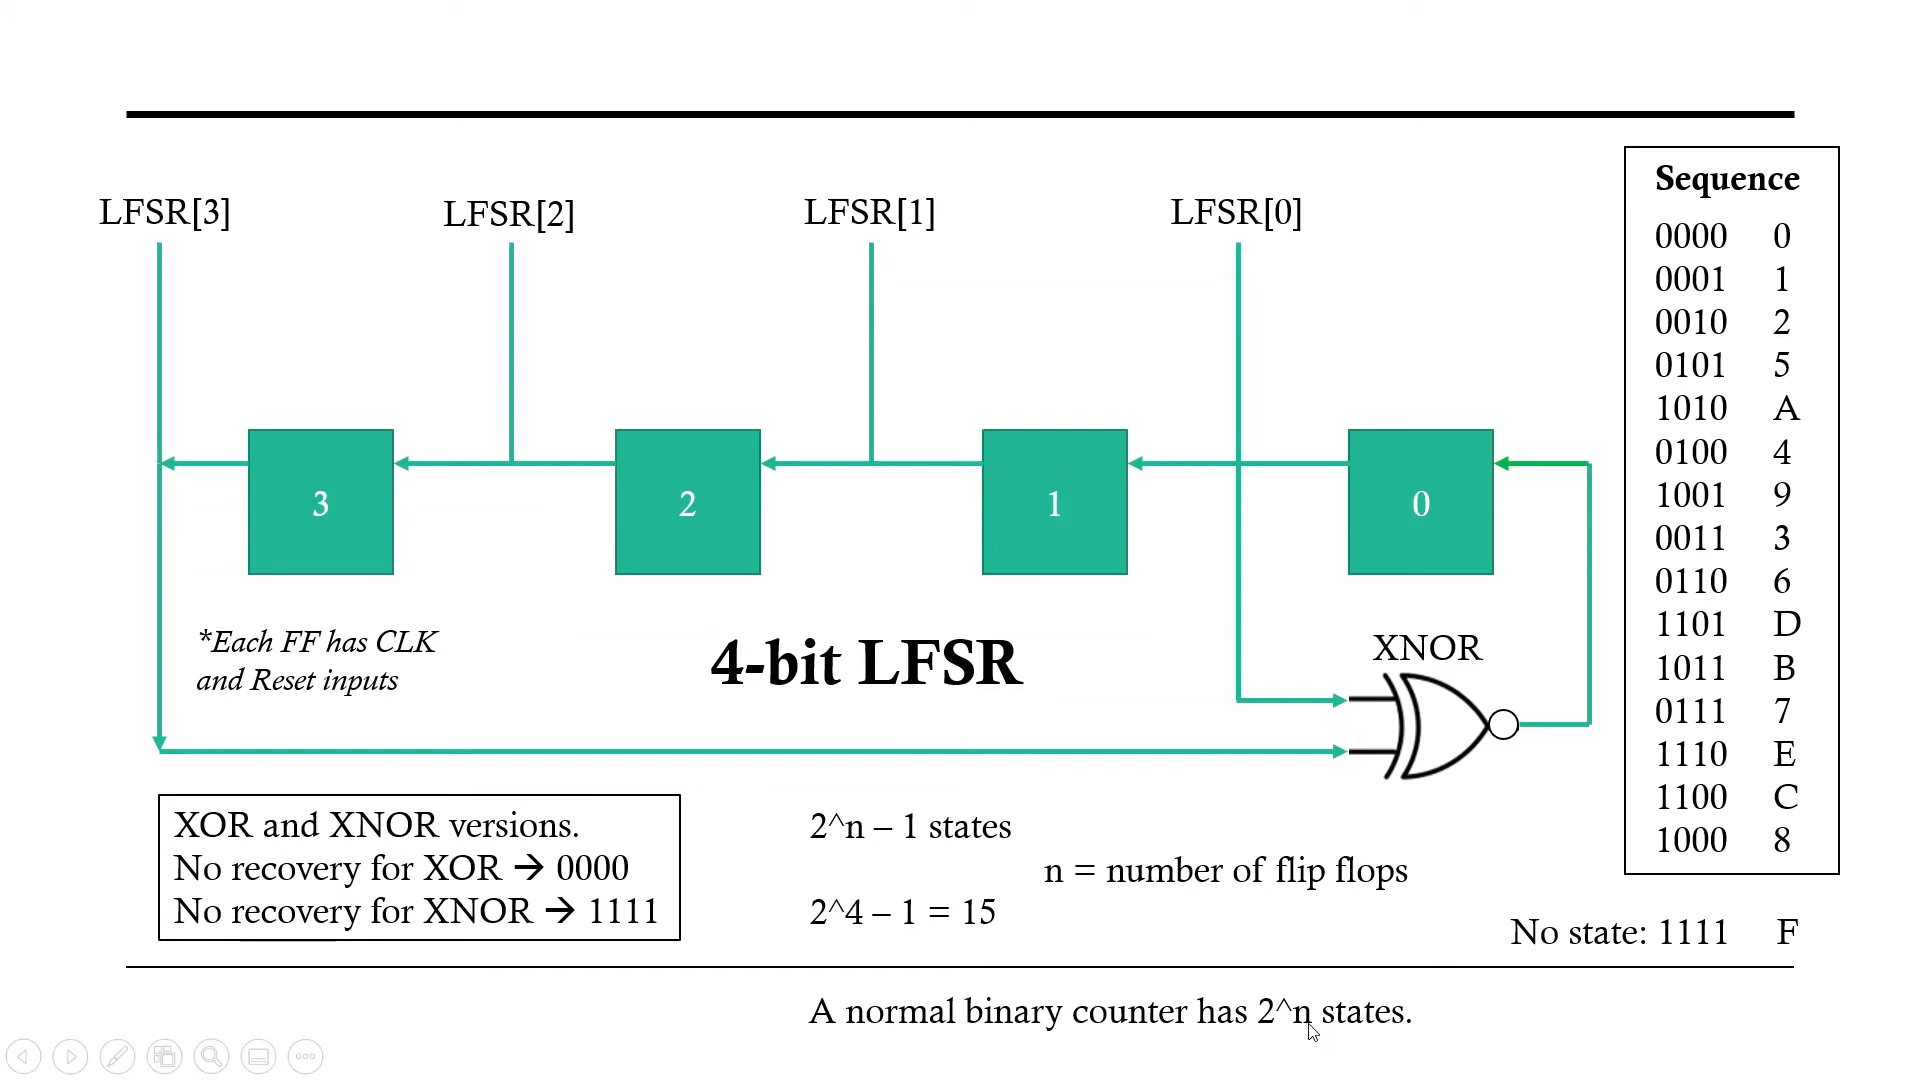 LFSR[3]
LFSR[2]
LFSR[1]
LFSR[0]
3
2
1
0
*Each FF has CLK
and Reset inputs
4-bit LFSR
XNOR
XOR and XNOR versions.
No recovery for XOR → 0000
No recovery for XNOR → 1111
2^n – 1 states
n = number of flip flops
2^4 – 1 = 15
A normal binary counter has 2^n states.
Sequence
0000 0
0001 1
0010 2
0101 5
1010 A
0100 4
1001 9
0011 3
0110 6
1101 D
1011 B
0111 7
1110 E
1100 C
1000 8
No state: 1111 F